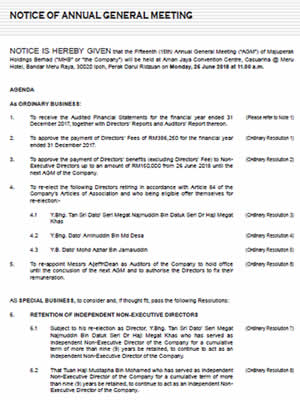 NOTICE OF ANNUAL GENERAL MEETING
NOTICE IS HEREBY GIVEN that the Fifteenth (15th) Annual General Meeting ("AGM") of Majuperak
Holdings Berhad ("MHB" or "the Company") will be held at Aman Jaya Convention Centre, Casuarina @ Meru
Hotel, Bandar Meru Raya, 30020 Ipoh, Perak Darul Ridzuan on Monday, 25 June 2018 at 11.00 a.m.
AGENDA
As ORDINARY BUSINESS:
1. To receive the Audited Financial Statements for the financial year ended (Please refer to Note 1)
31 December 2017, together with Directors' Reports and Auditors' Report thereon.
2. To approve the payment of Directors' Fees of for the financial year (Ordinary Resolution 1)
ended 31 December 2017.
3. To approve the payment of Directors' benefits (excluding Directors' Fee) to Non- (Ordinary Resolution 2)
Executive Directors up to an amount of from 26 June 2018 until the
next AGM of the Company.
4. To re-elect the following Directors retiring in accordance with Article 84 of the
Company's Articles of Association and who being eligible offer themselves for
re-election:-
4.1 Y.Bhg. Tan Sri Dato' Seri Megat Najmuddin Bin Datuk Seri Dr Haji Megat (Ordinary Resolution 3)
Khas
4.2 Y.Bhg. Dato' Aminuddin Bin Md Desa (Ordinary Resolution 4)
4.3 Y.B. Dato' Mohd Azhar Bin Jamaluddin (Ordinary Resolution 5)
5. To re-appoint Messrs AljeffriDean as Auditors of the Company to hold office (Ordinary Resolution 6)
until the conclusion of the next AGM and to authorise the Directors to fix their
remuneration.
AS SPECIAL BUSINESS, to consider and, if thought fit, pass the following Resolutions:
6. RETENTION OF INDEPENDENT NON-EXECUTIVE DIRECTORS
6.1 Subject to his re-election as Director, Y.Bhg. Tan Sri Dato' Seri Megat (Ordinary Resolution 7)
Najmuddin Bin Datuk Seri Dr Haji Megat Khas who has served as
Independent Non-Executive Director of the Company for a cumulative term
of more than nine (9) years be retained, to continue to act as an Independent
Non-Executive Director of the Company.
6.2 That Tuan Haji Mustapha Bin Mohamed who has served as Independent (Ordinary Resolution 8)
Non-Executive Director of the Company for a cumulative term of more than
nine (9) years be retained, to continue to act as an Independent Non-
Executive Director of the Company.